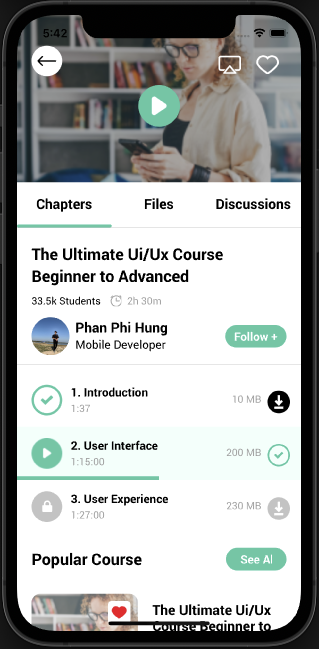 5:42
Chapters Files Discussions
The Ultimate Ui/Ux Course
Beginner to Advanced
33.5k Students 2h 30m
Phan Phi Hung
Mobile Developer
Follow +
1. Introduction
1:37
10 MB
2. User Interface
1:15:00
200 MB
3. User Experience
1:27:00
230 MB
Popular Course
See Al
The Ultimate Ui/Ux
Course Beginner to